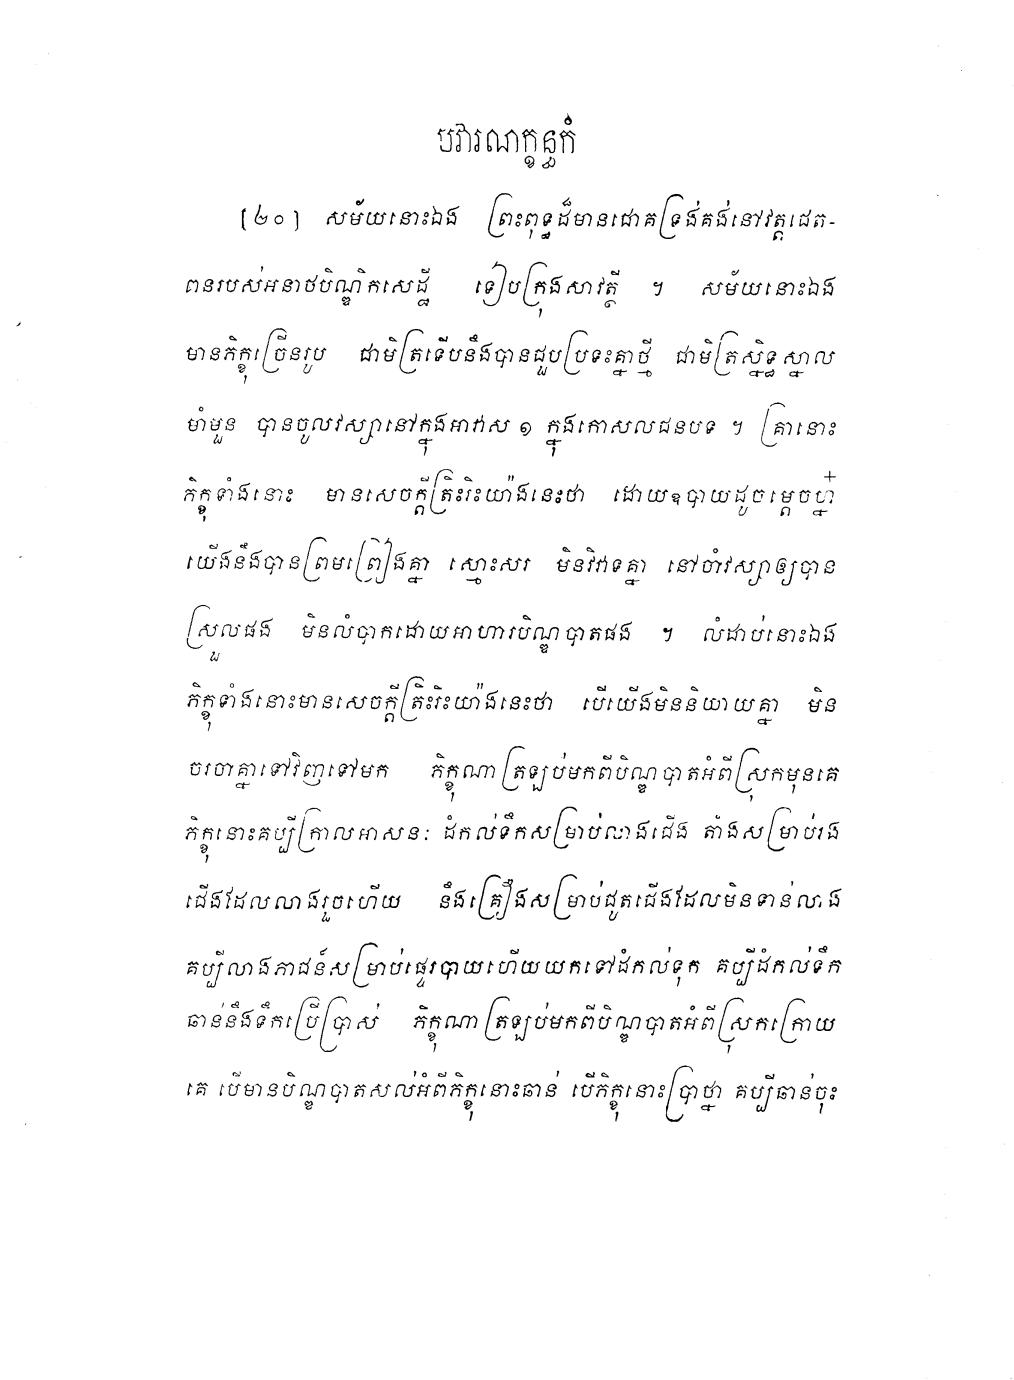 បវារណក្ខន្ធកំ
[៤០] សម័យនោះឯង ព្រះពុទ្ធដ៏មានជោគទ្រង់គង់នៅវត្តជេត-
ពនរបស់អនាថបិណ្ឌិកសេដ្ឋី ទៀបក្រុងសាវត្ថី ។ សម័យនោះឯង
មានភិក្ខុច្រើនរូប ជាមិត្រទើបនឹងបានជួបប្រទះគ្នាថ្មី ជាមិត្រស្និទ្ធស្នាល
មាំមួន បានចូលវស្សានៅក្នុងអាវាស ១ ក្នុងកោសលជនបទ ។ គ្រានោះ
ភិក្ខុទាំងនោះ មានសេចក្តីត្រិះរិះយ៉ាងនេះថា ដោយឧបាយដូចម្តេចហ្ន៎
យើងនឹងបានព្រមព្រៀងគ្នា ស្មោះសរ មិនវិវាទគ្នា នៅចាំវស្សាឲ្យបាន
ស្រួលផង មិនលំបាកដោយអាហារបិណ្ឌបាតផង ។ លំដាប់នោះឯង
ភិក្ខុទាំងនោះមានសេចក្តីត្រិះរិះយ៉ាងនេះថា បើយើងមិននិយាយគ្នា មិន
ចរចាគ្នាទៅវិញទៅមក ភិក្ខុណាត្រឡប់មកពីបិណ្ឌបាតអំពីស្រុកមុនគេ
ភិក្ខុនោះគប្បីក្រាលអាសនៈ ដំកល់ទឹកសម្រាប់លាងជើង តាំងសម្រាប់រង
ជើងដែលលាងរួចហើយ នឹងគ្រឿងសម្រាប់ជូតជើងដែលមិនទាន់លាង
គប្បីលាងភាជន៍សម្រាប់ផ្ទេរបាយហើយយកទៅដំកល់ទុក គប្បីដំកល់ទឹក
ឆាន់នឹងទឹកប្រើប្រាស់ ភិក្ខុណាត្រឡប់មកពីបិណ្ឌបាតអំពីស្រុកក្រោយ
គេ បើមានបិណ្ឌបាតសល់អំពីភិក្ខុនោះឆាន់ បើភិក្ខុនោះប្រាថ្នា គប្បីឆាន់ចុះ